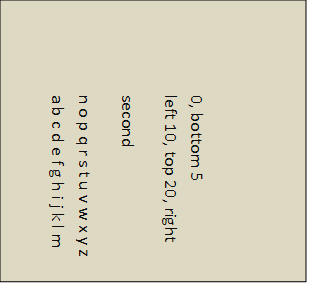 a b c d e f g h i j k l m
n o p q r s t u v w x y z
second
left 10, top 20, right
0, bottom 5